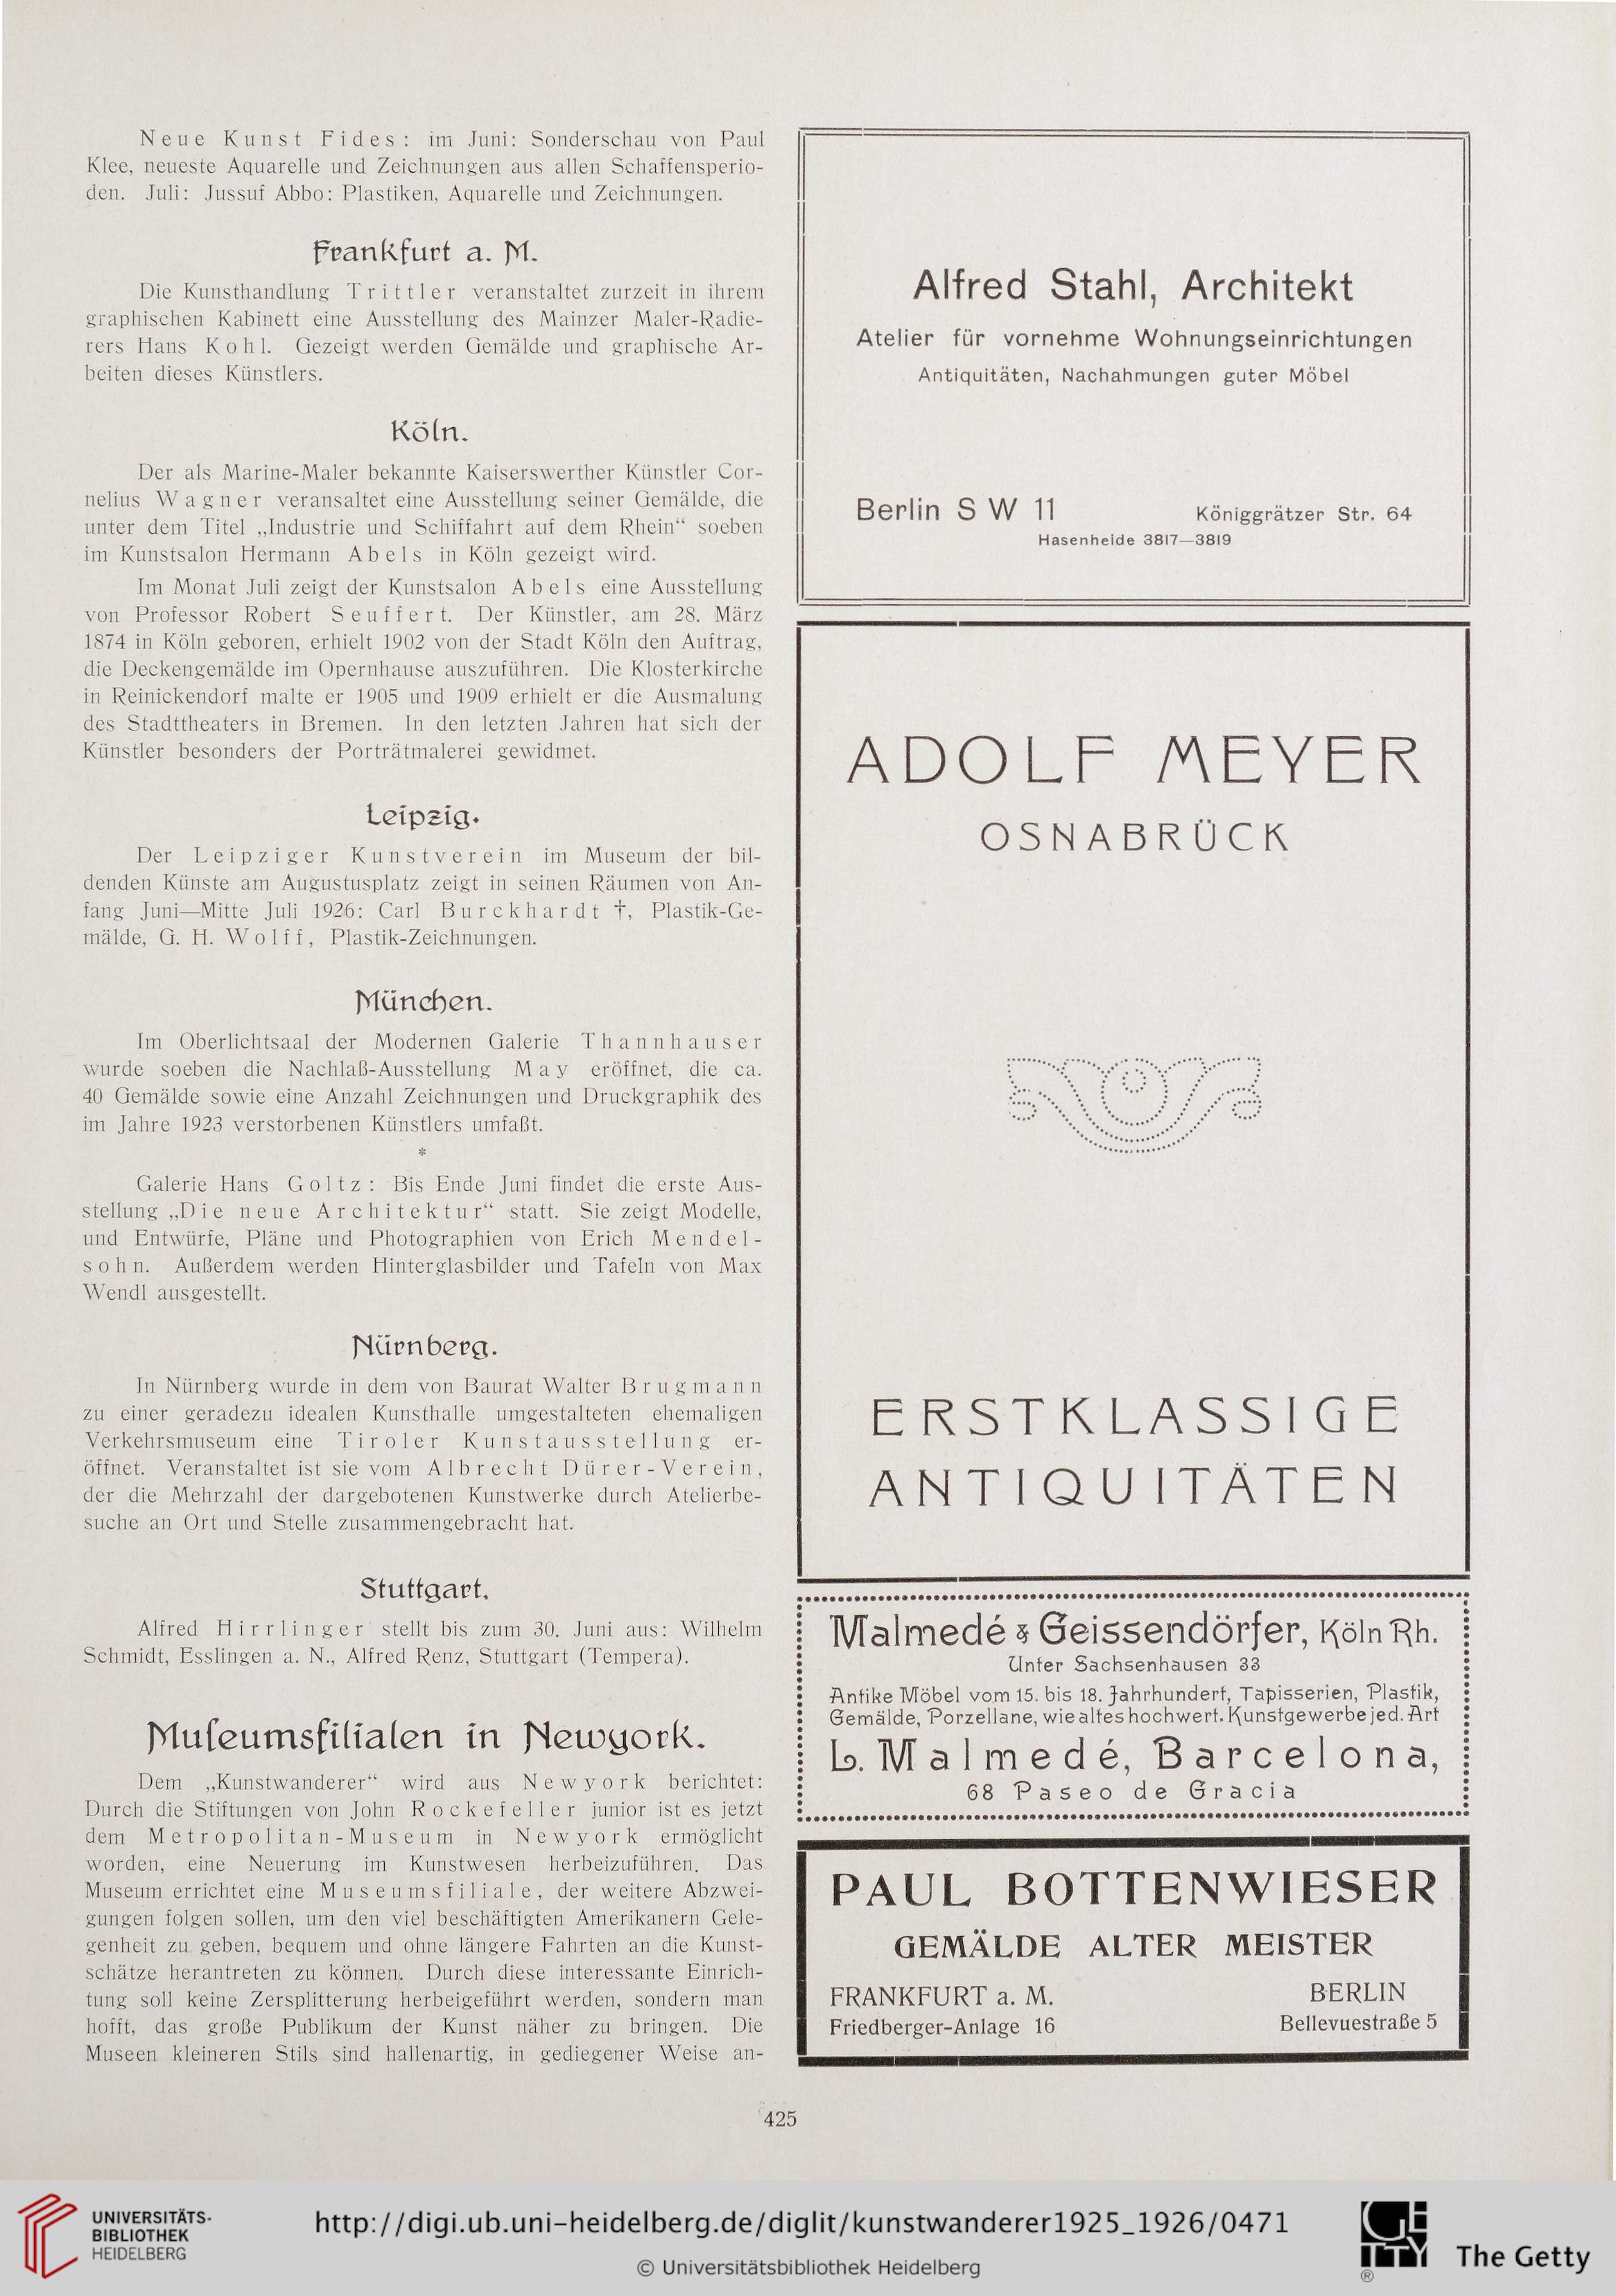 Neue Kunst Fides: im Juni: Sonderschau von Paul
Klee, neueste Aquarelle und Zeichnungen aus allen Schaffensperio-
den. Juli: Jussuf Abbo: Plastiken, Aquarelle und Zeichnungen.
Frankfurt a. M.
Die Kunsthandlung Trittler veranstaltet zurzeit in ihrem
graphischen Kabinett eine Ausstellung des Mainzer Maler-Radie-
rers Hans Kohl. Gezeigt werden Gemälde und graphische Ar-
beiten dieses Künstlers.
Köln.
Der als Marine-Maler bekannte Kaiserswerther Künstler Cor-
nelius Wagner veransaltet eine Ausstellung seiner Gemälde, die
unter dem Titel „Industrie und Schiffahrt auf dem Rhein“ soeben
im Kunstsalon Hermann Abels in Köln gezeigt wird.
Im Monat Juli zeigt der Kunstsalon Abels eine Ausstellung
von Professor Robert Seuffert. Der Künstler, am 28. März
1874 in Köln geboren, erhielt 1902 von der Stadt Köln den Auftrag,
die Deckengemälde im Opernhause auszuführen. Die Klosterkirche
in Reinickendorf malte er 1905 und 1909 erhielt er die Ausmalung
des Stadttheaters in Bremen. In den letzten Jahren hat sich der
Künstler besonders der Porträtmalerei gewidmet.
Leipzig.
Der Leipziger Kunstverein im Museum der bil-
denden Künste am Augustusplatz zeigt in seinen Räumen von An-
fang Juni—Mitte Juli 1926: Carl Burckhardt †, Plastik-Ge-
mälde, G. H. Wolff, Plastik-Zeichnungen.
München.
Im Oberlichtsaal der Modernen Galerie Thannhauser
wurde soeben die Nachlaß-Ausstellung May eröffnet, die ca.
40 Gemälde sowie eine Anzahl Zeichnungen und Druckgraphik des
im Jahre 1923 verstorbenen Künstlers umfaßt.
*
Galerie Hans Goltz: Bis Ende Juni findet die erste Aus-
stellung „Die neue Architektur“ statt. Sie zeigt Modelle,
und Entwürfe, Pläne und Photographien von Erich Mendel-
sohn. Außerdem werden Hinterglasbilder und Tafeln von Max
Wendl ausgestellt.
Nürnberg.
In Nürnberg wurde in dem von Baurat Walter Brugmann
zu einer geradezu idealen Kunsthalle umgestalteten ehemaligen
Verkehrsmuseum eine Tiroler Kunstausstellung er-
öffnet. Veranstaltet ist sie vom Albrecht Dürer-Verein,
der die Mehrzahl der dargebotenen Kunstwerke durch Atelierbe-
suche an Ort und Stelle zusammengebracht hat.
Stuttgart.
Alfred Hirrlinger stellt bis zum 30. Juni aus: Wilhelm
Schmidt, Esslingen a. N., Alfred Renz, Stuttgart (Tempera).
Muſeumsfilialen in Newyork.
Dem „Kunstwanderer“ wird aus Newyork berichtet:
Durch die Stiftungen von John Rockefeller junior ist es jetzt
dem Metropolitan-Museum in Newyork ermöglicht
worden, eine Neuerung im Kunstwesen herbeizuführen. Das
Museum errichtet eine Museumsfiliale, der weitere Abzwei-
gungen folgen sollen, um den viel beschäftigten Amerikanern Gele-
genheit zu geben, bequem und ohne längere Fahrten an die Kunst-
schätze herantreten zu können. Durch diese interessante Einrich-
tung soll keine Zersplitterung herbeigeführt werden, sondern man
hofft, das große Publikum der Kunst näher zu bringen. Die
Museen kleineren Stils sind hallenartig, in gediegener Weise an-
Alfred Stahl, Architekt
Atelier für vornehme Wohnungseinrichtungen
Antiquitäten, Nachahmungen guter Möbel
Berlin SW 11 Königgrätzer Str. 64
Hasenheide 3817—3819
ADOLF MEYER
OSNABRÜCK
ERSTKLASSIGE
ANTIQUITÄTEN
Malmedé & Geissendörfer, Köln Rh.
Unter Sachsenhausen 33
Antike Möbel vom 15. bis 18. Jahrhundert, Tapisserien, Plastik,
Gemälde, Porzellane, wie altes hochwert. Kunstgewerbe jed. Art
L. Malmedé, Barcelona,
68 Paseo de Gracia
PAUL BOTTENWIESER
GEMÄLDE ALTER MEISTER
FRANKFURT a. M. BERLIN
Friedberger-Anlage 16 Bellevuestraße 5
425
UNIVERSITÄTS-
BIBLIOTHEK
HEIDELBERG
http://digi.ub.uni-heidelberg.de/diglit/kunstwanderer1925_1926/0471
© Universitätsbibliothek Heidelberg
GETTY
®
The Getty